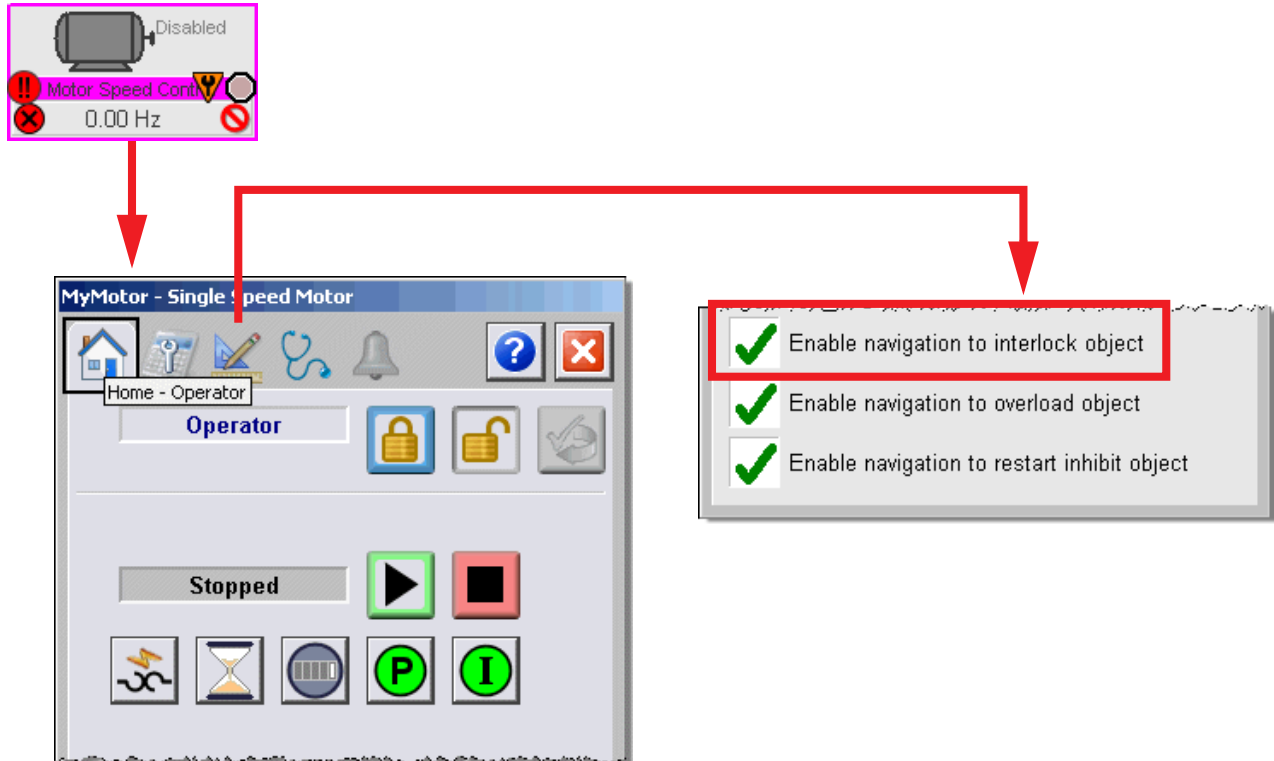 Disabled
!!
Motor Speed Cont
0.00 Hz
MyMotor - Single Speed Motor
?
Home - Operator
Operator
Stopped
P
I
Enable navigation to interlock object
Enable navigation to overload object
Enable navigation to restart inhibit object